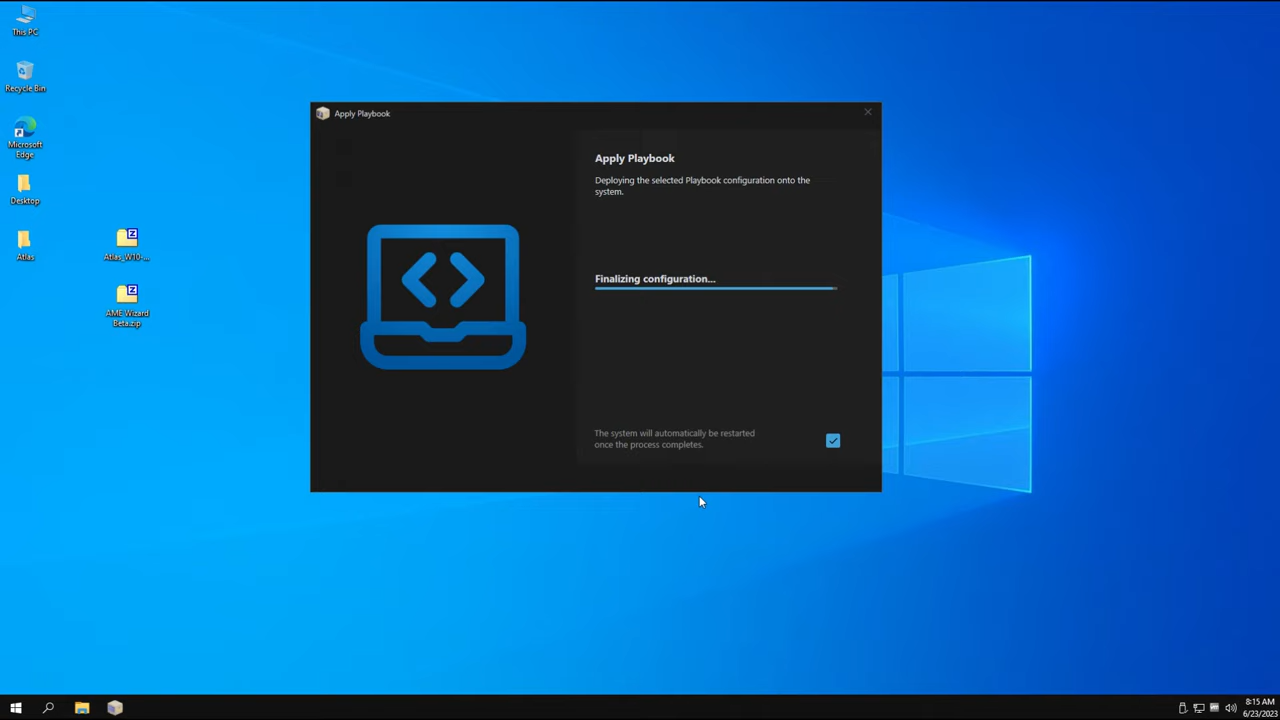 This PC
Recycle Bin
Microsoft
Edge
Desktop
Atlas
Atlas_W10-...
AME Wizard
Beta.zip
Apply Playbook
Apply Playbook
Deploying the selected Playbook configuration onto the
system.
Finalizing configuration...
The system will automatically be restarted
once the process completes.
8:15 AM
6/23/2023